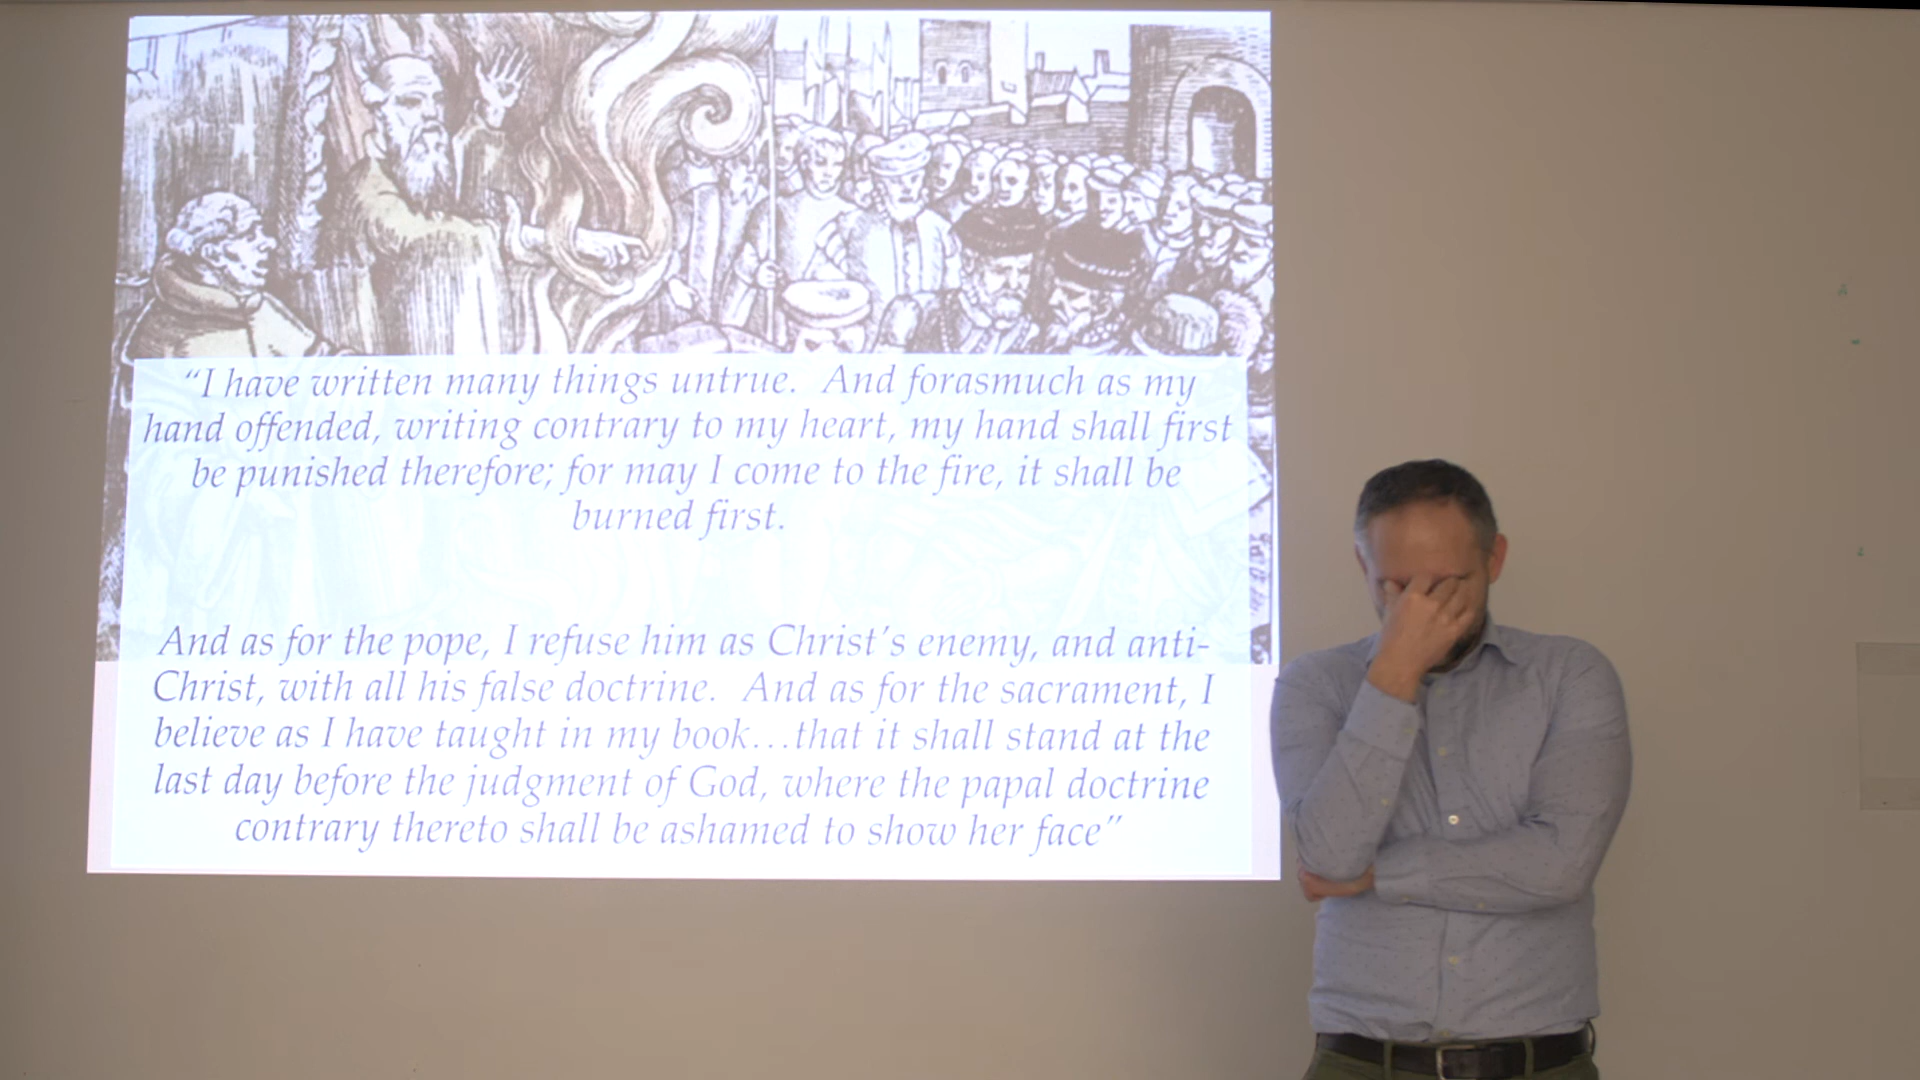 “I have written many things untrue.  And forasmuch as my
hand offended, writing contrary to my heart, my hand shall first
be punished therefore; for may I come to the fire, it shall be
burned first.
And as for the pope, I refuse him as Christ’s enemy, and anti-
Christ, with all his false doctrine.  And as for the sacrament, I
believe as I have taught in my book…that it shall stand at the
last day before the judgment of God, where the papal doctrine
contrary thereto shall be ashamed to show her face”